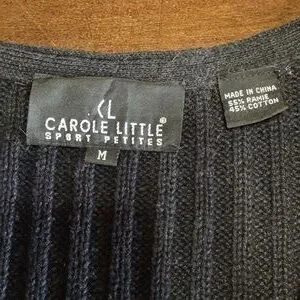 CL
CAROLE LITTLE®
SPORT PETITES
M
MADE IN CHINA
55% RAMIE
45% COTTON